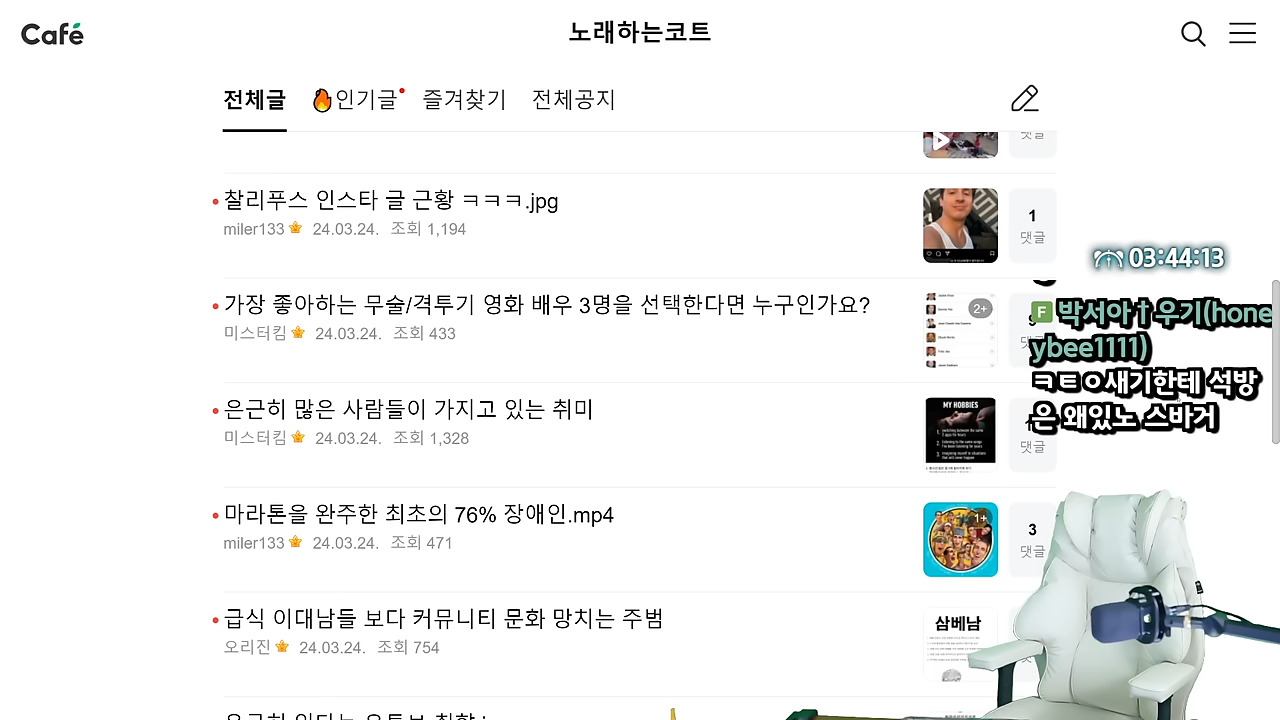 Café
노래하는코트
전체글
인기글
즐겨찾기
전체공지
댓글
찰리푸스 인스타 글 근황 ㅋㅋㅋ.jpg
miler133 24.03.24. 조회 1,194
1
댓글
03:44:13
가장 좋아하는 무술/격투기 영화 배우 3명을 선택한다면 누구인가요?
미스터킴 24.03.24. 조회 433
2+
F 박서아†우기(hone
ybee1111)
ㅋㅌㅇ새기한테 석방
은 왜있노 스바거
은근히 많은 사람들이 가지고 있는 취미
미스터킴 24.03.24. 조회 1,328
MY HOBBIES
댓글
마라톤을 완주한 최초의 76% 장애인.mp4
miler133 24.03.24. 조회 471
1+
3
댓글
급식 이대남들 보다 커뮤니티 문화 망치는 주범
오리진 24.03.24. 조회 754
삼베남